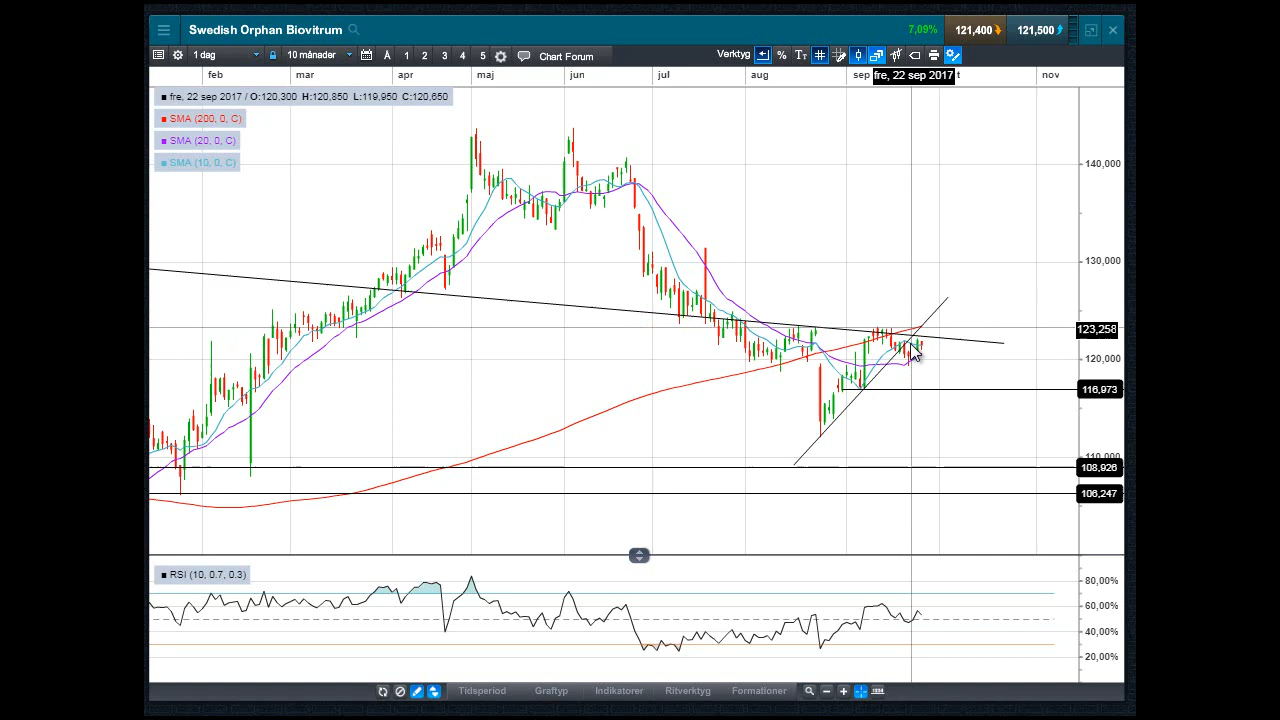 Swedish Orphan Biovitrum 7,09% 121,400 121,500
1 dag 10 månader A 1 2 3 4 5 Chart Forum Verktyg % TT
feb mar apr maj jun jul aug sep fre, 22 sep 2017 t nov
fre, 22 sep 2017 / O:120,300 H:120,850 L:119,950 C:120,650
SMA (200, 0, C)
SMA (20, 0, C)
SMA (10, 0, C)
140,000
130,000
123,258
120,000
116,973
110,000
108,926
106,247
RSI (10, 0.7, 0.3)
80,00%
60,00%
40,00%
20,00%
Tidsperiod Graftyp Indikatorer Ritverktyg Formationer